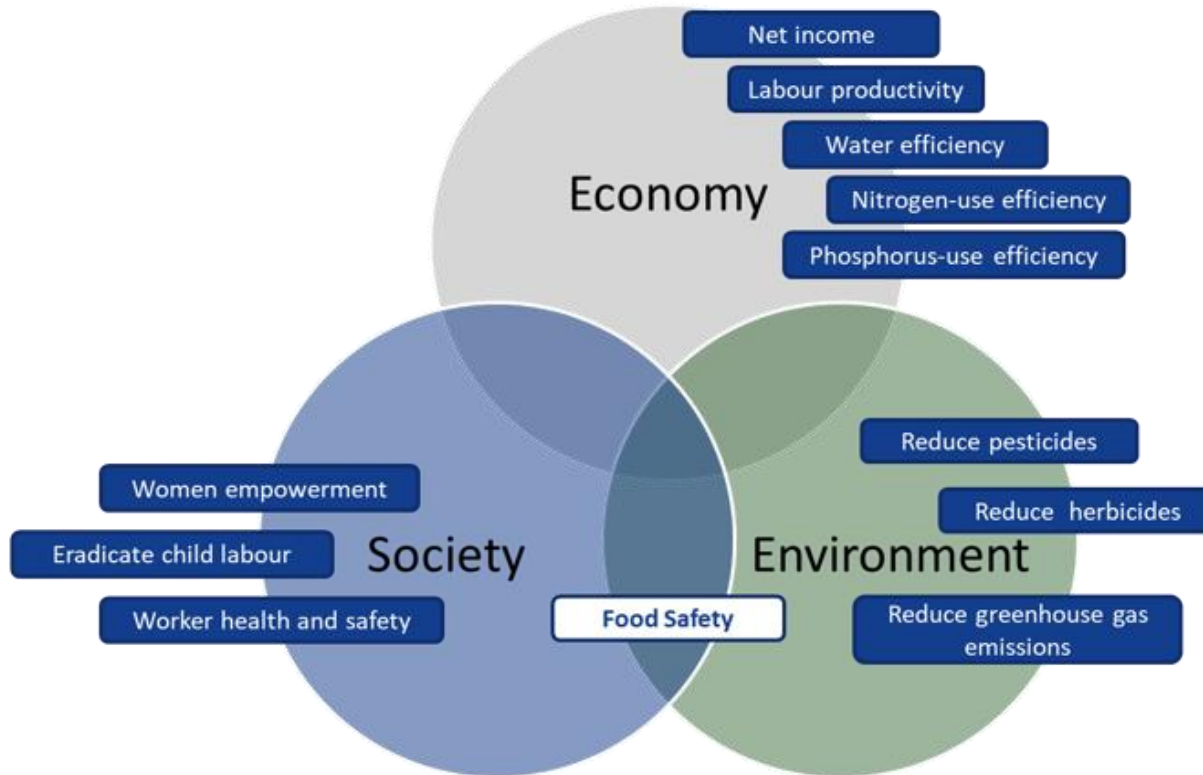 Net income
Labour productivity
Water efficiency
Economy
Nitrogen-use efficiency
Phosphorus-use efficiency
Reduce pesticides
Women empowerment
Reduce herbicides
Eradicate child labour
Society
Environment
Worker health and safety
Food Safety
Reduce greenhouse gas
emissions